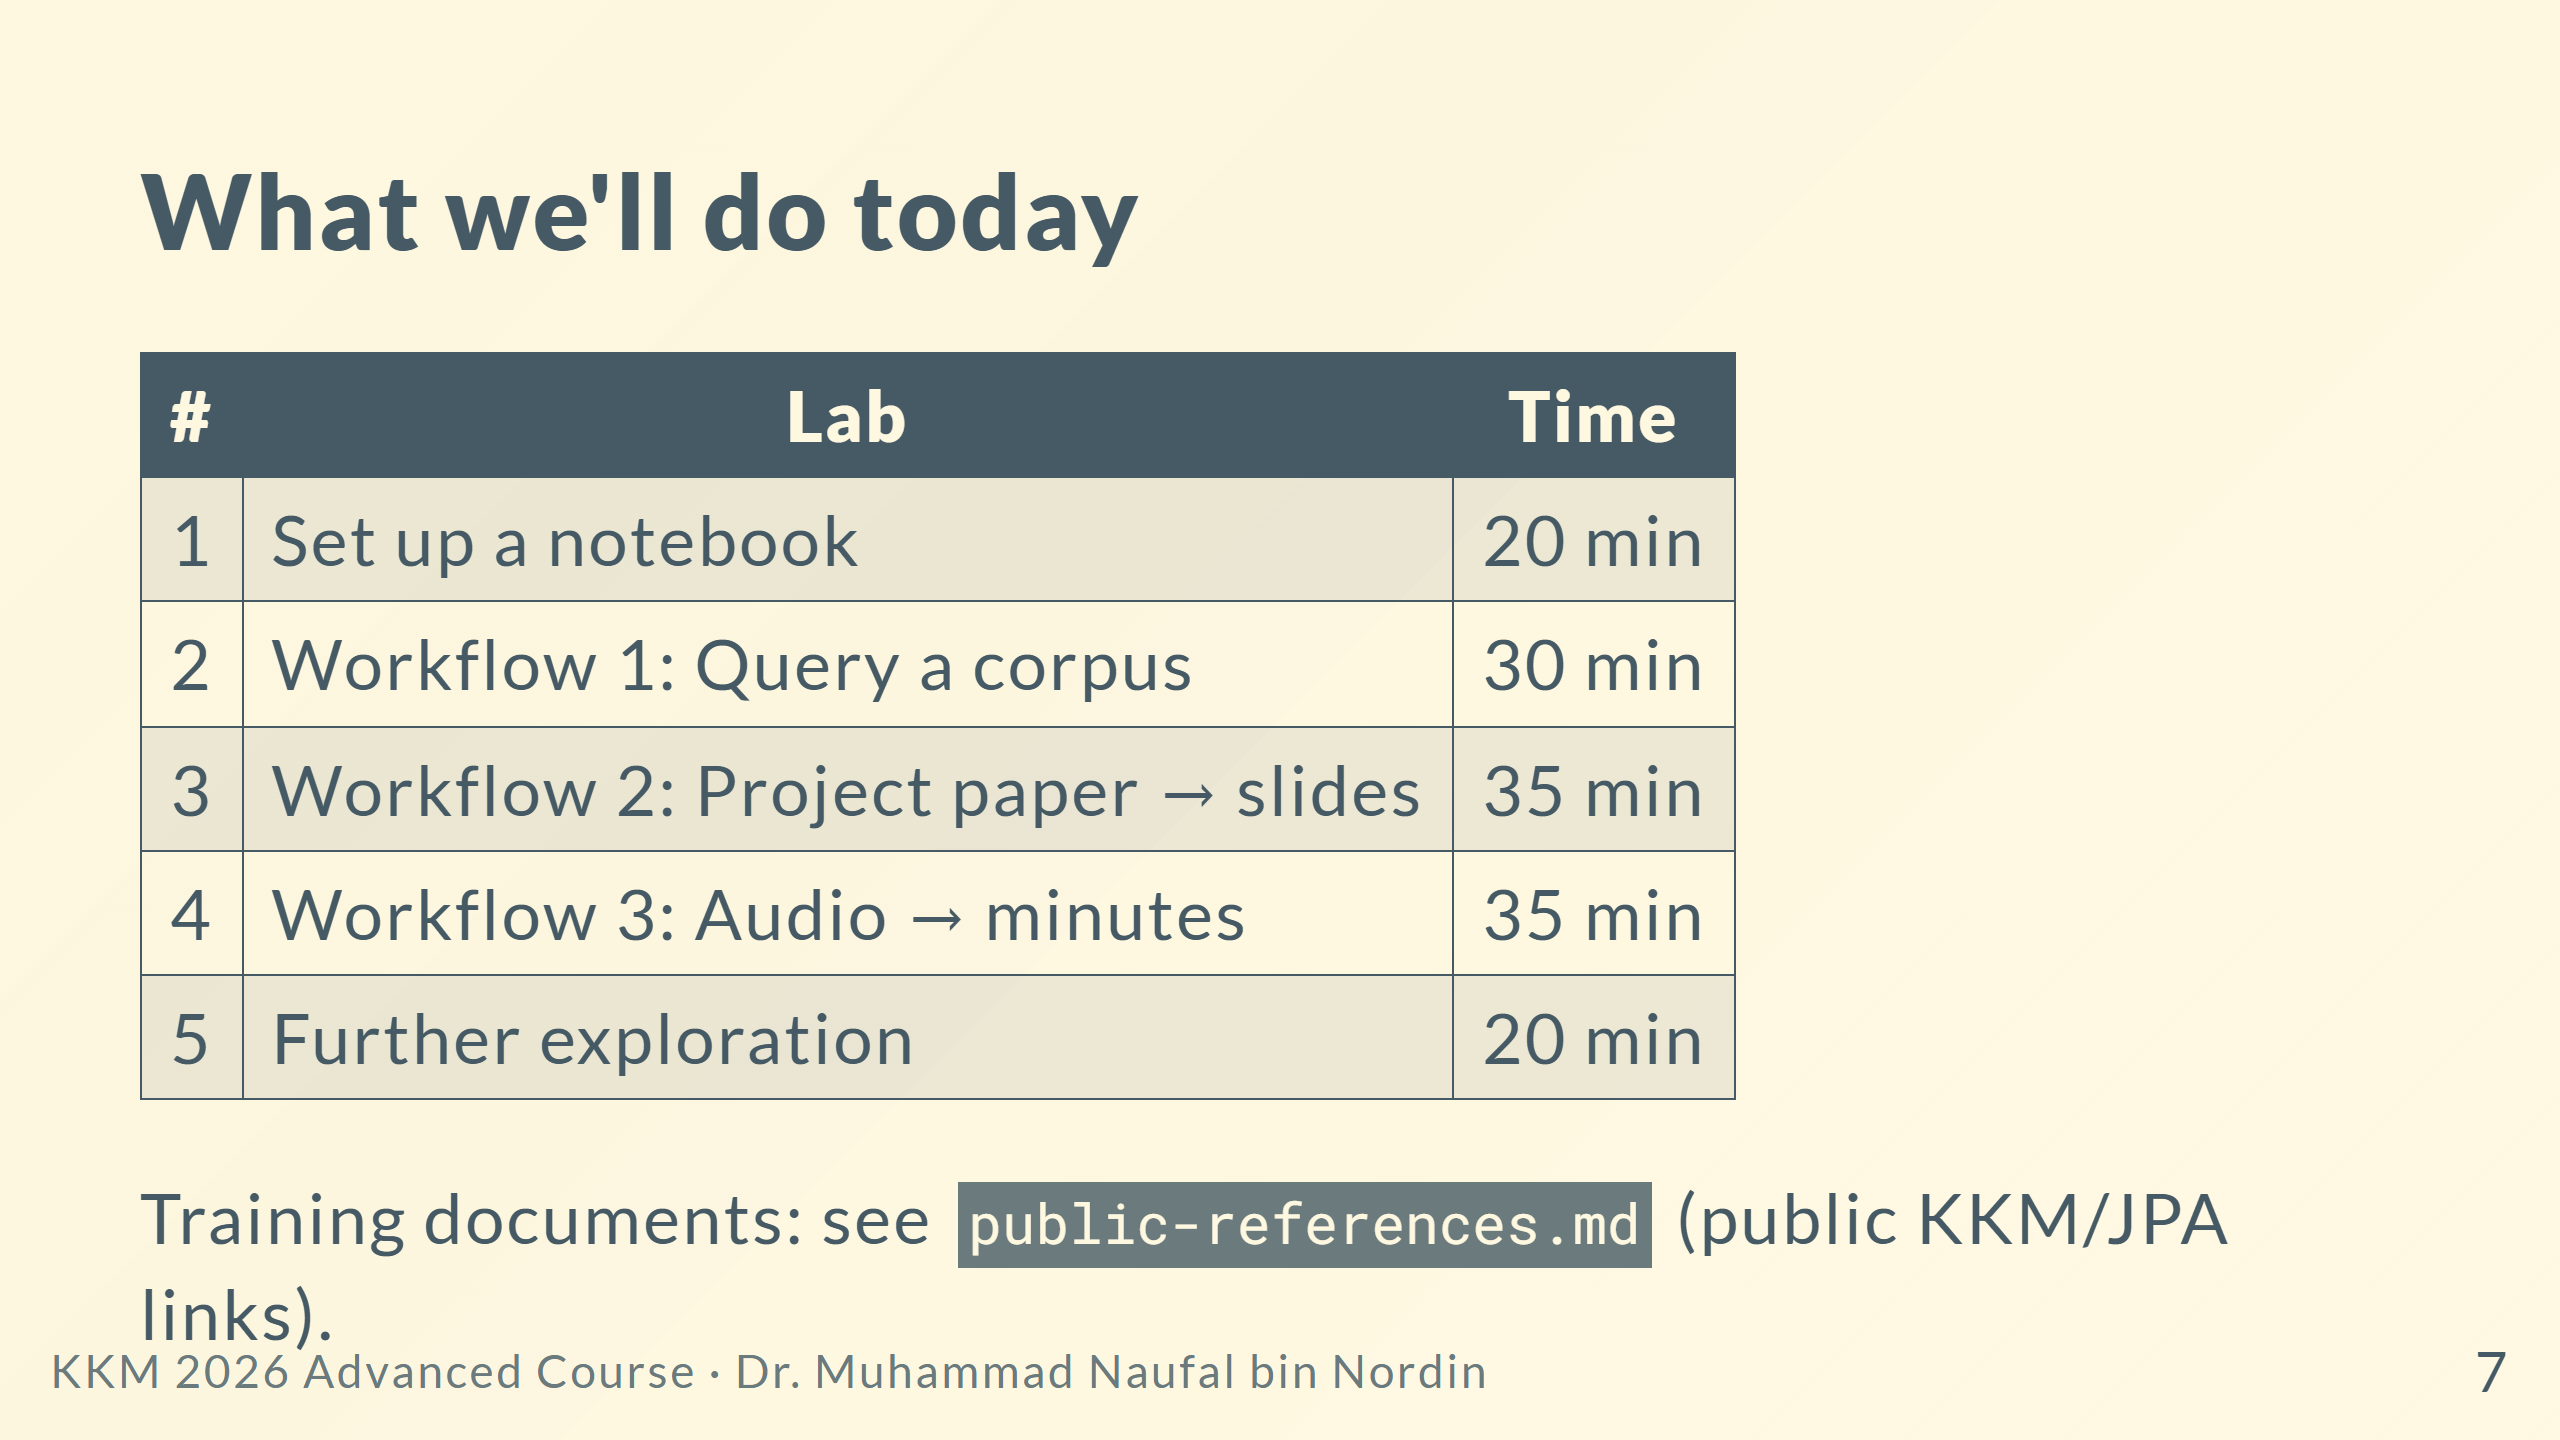 What we'll do today
# Lab Time
1 Set up a notebook 20 min
2 Workflow 1: Query a corpus 30 min
3 Workflow 2: Project paper → slides 35 min
4 Workflow 3: Audio → minutes 35 min
5 Further exploration 20 min
Training documents: see public-references.md (public KKM/JPA
links).
KKM 2026 Advanced Course · Dr. Muhammad Naufal bin Nordin
7